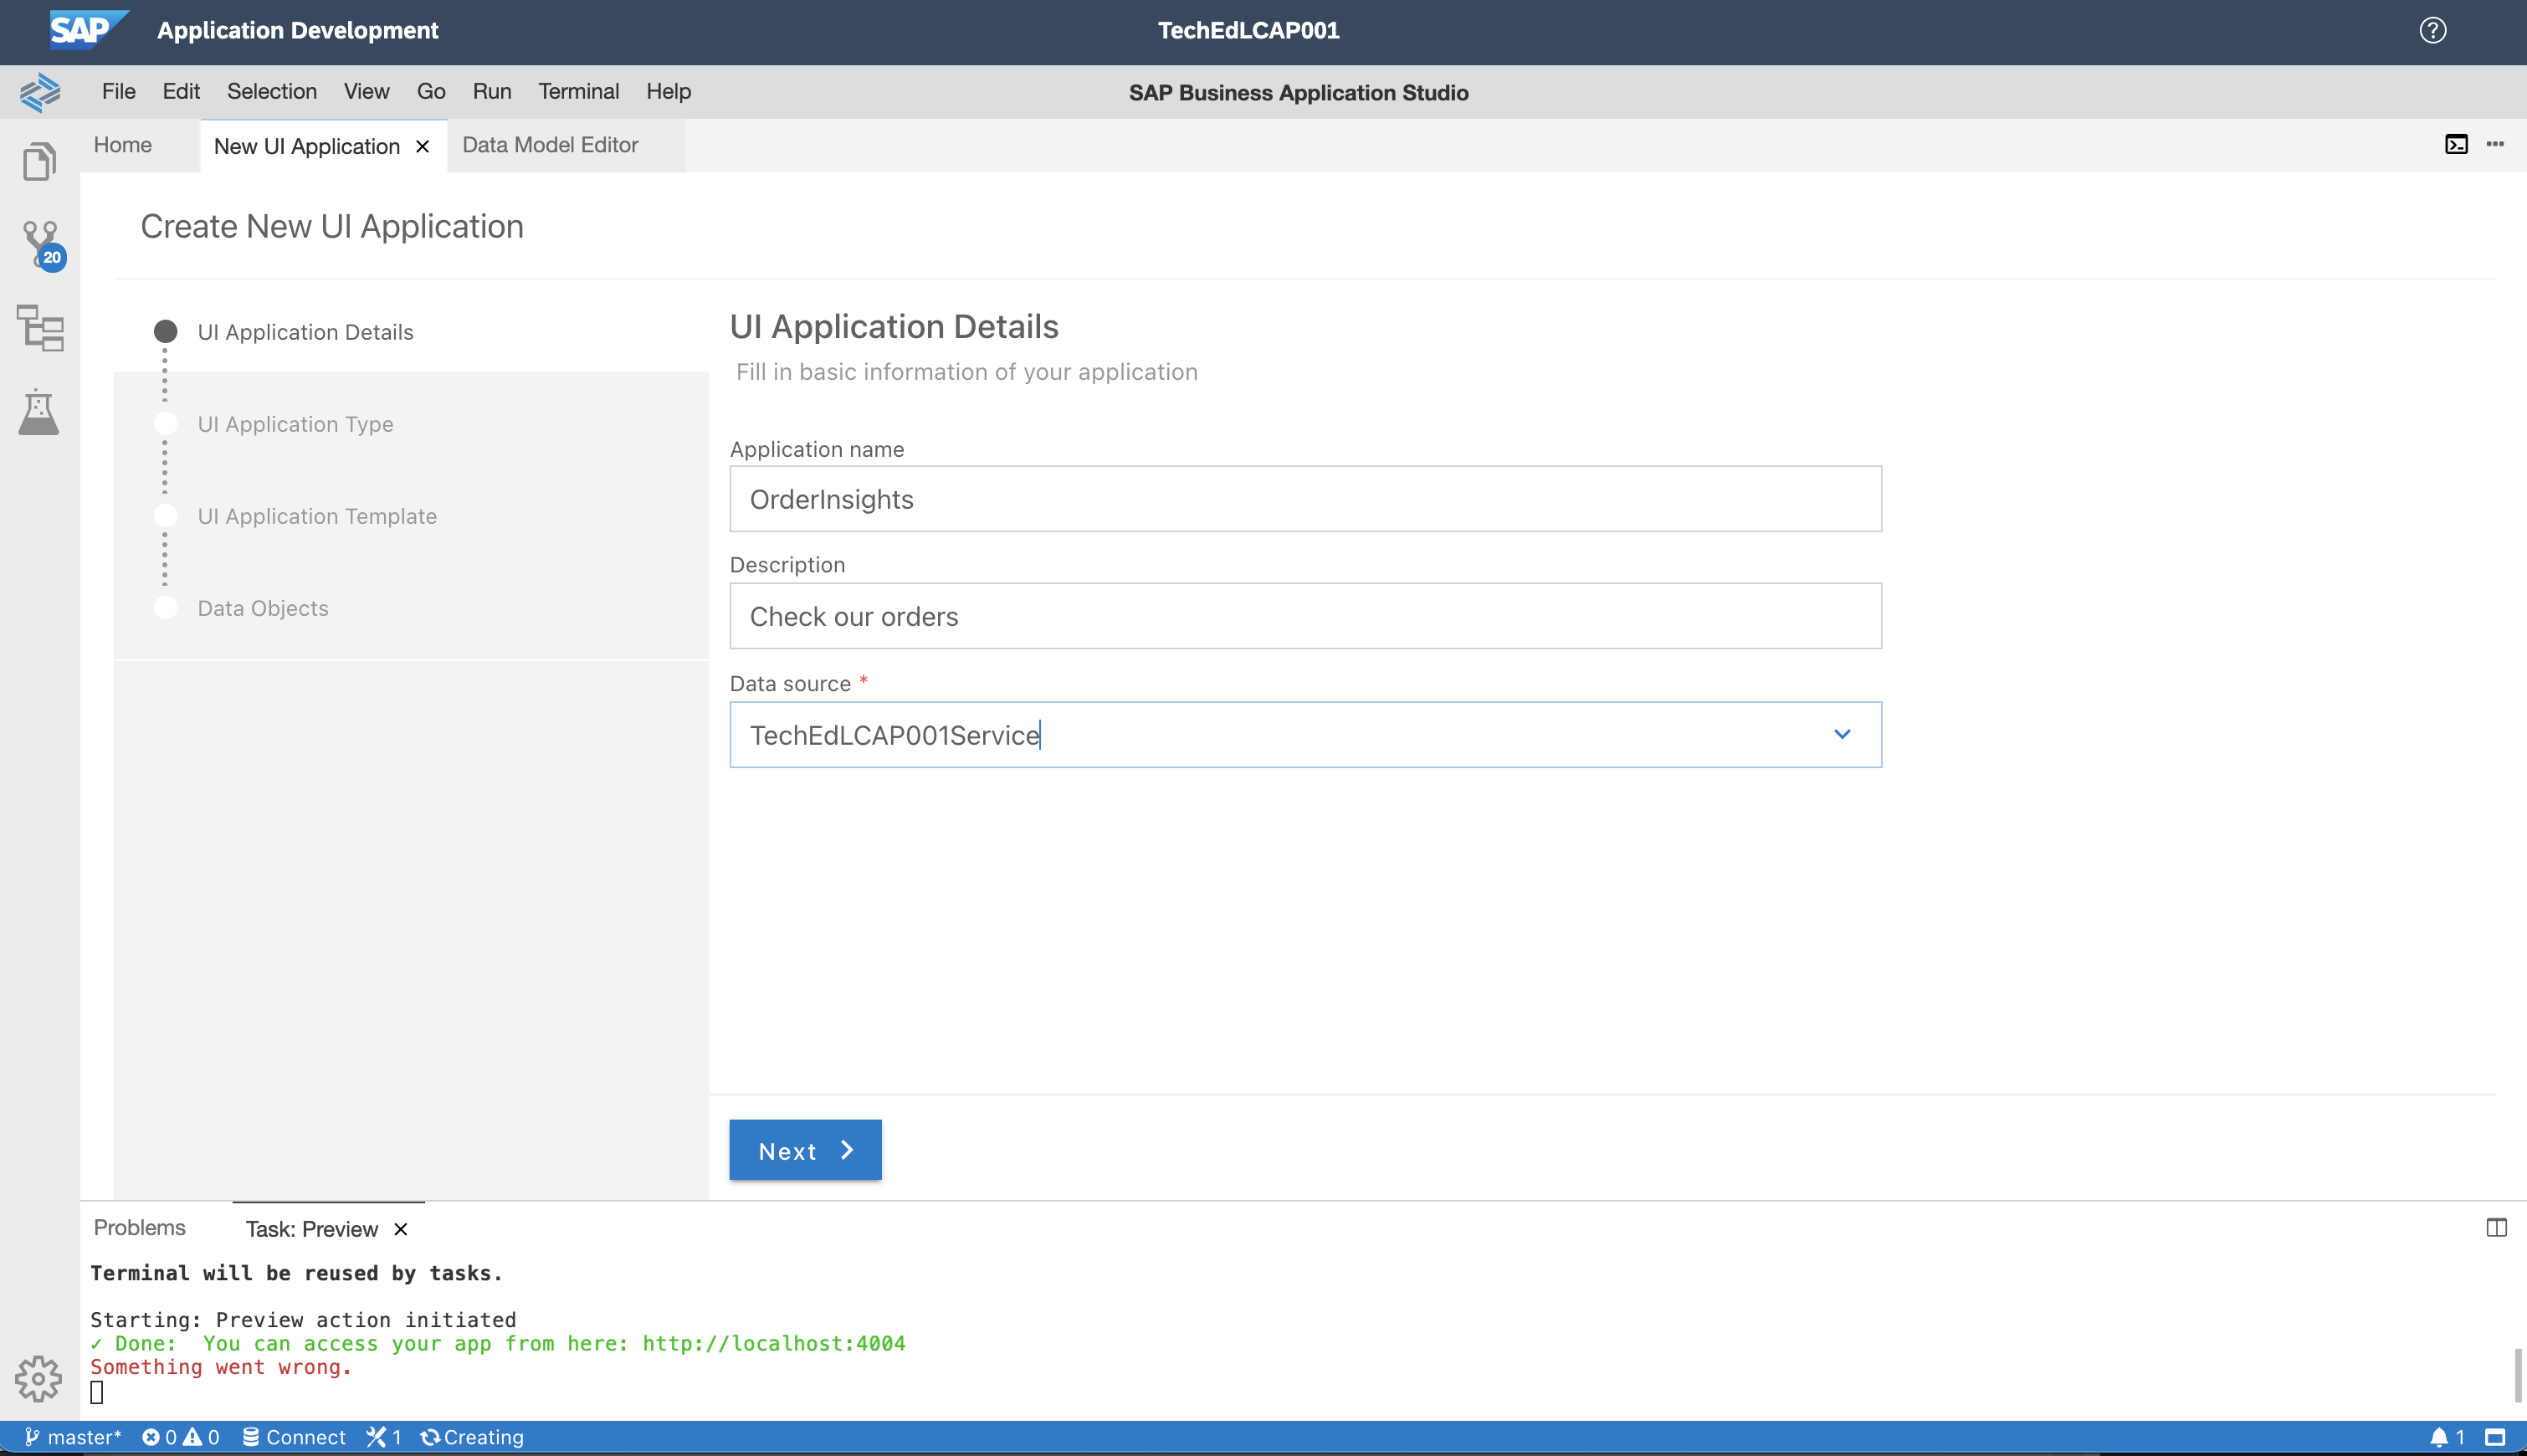 SAP Application Development TechEdLCAP001 ?
File Edit Selection View Go Run Terminal Help SAP Business Application Studio
Home New UI Application Data Model Editor
20
Create New UI Application
UI Application Details
UI Application Type
UI Application Template
Data Objects
UI Application Details
Fill in basic information of your application
Application name
OrderInsights
Description
Check our orders
Data source *
TechEdLCAP001Service
Next
Problems Task: Preview
Terminal will be reused by tasks.
Starting: Preview action initiated
✓ Done:  You can access your app from here: http://localhost:4004
Something went wrong.
master* 0 0 Connect 1 Creating 1